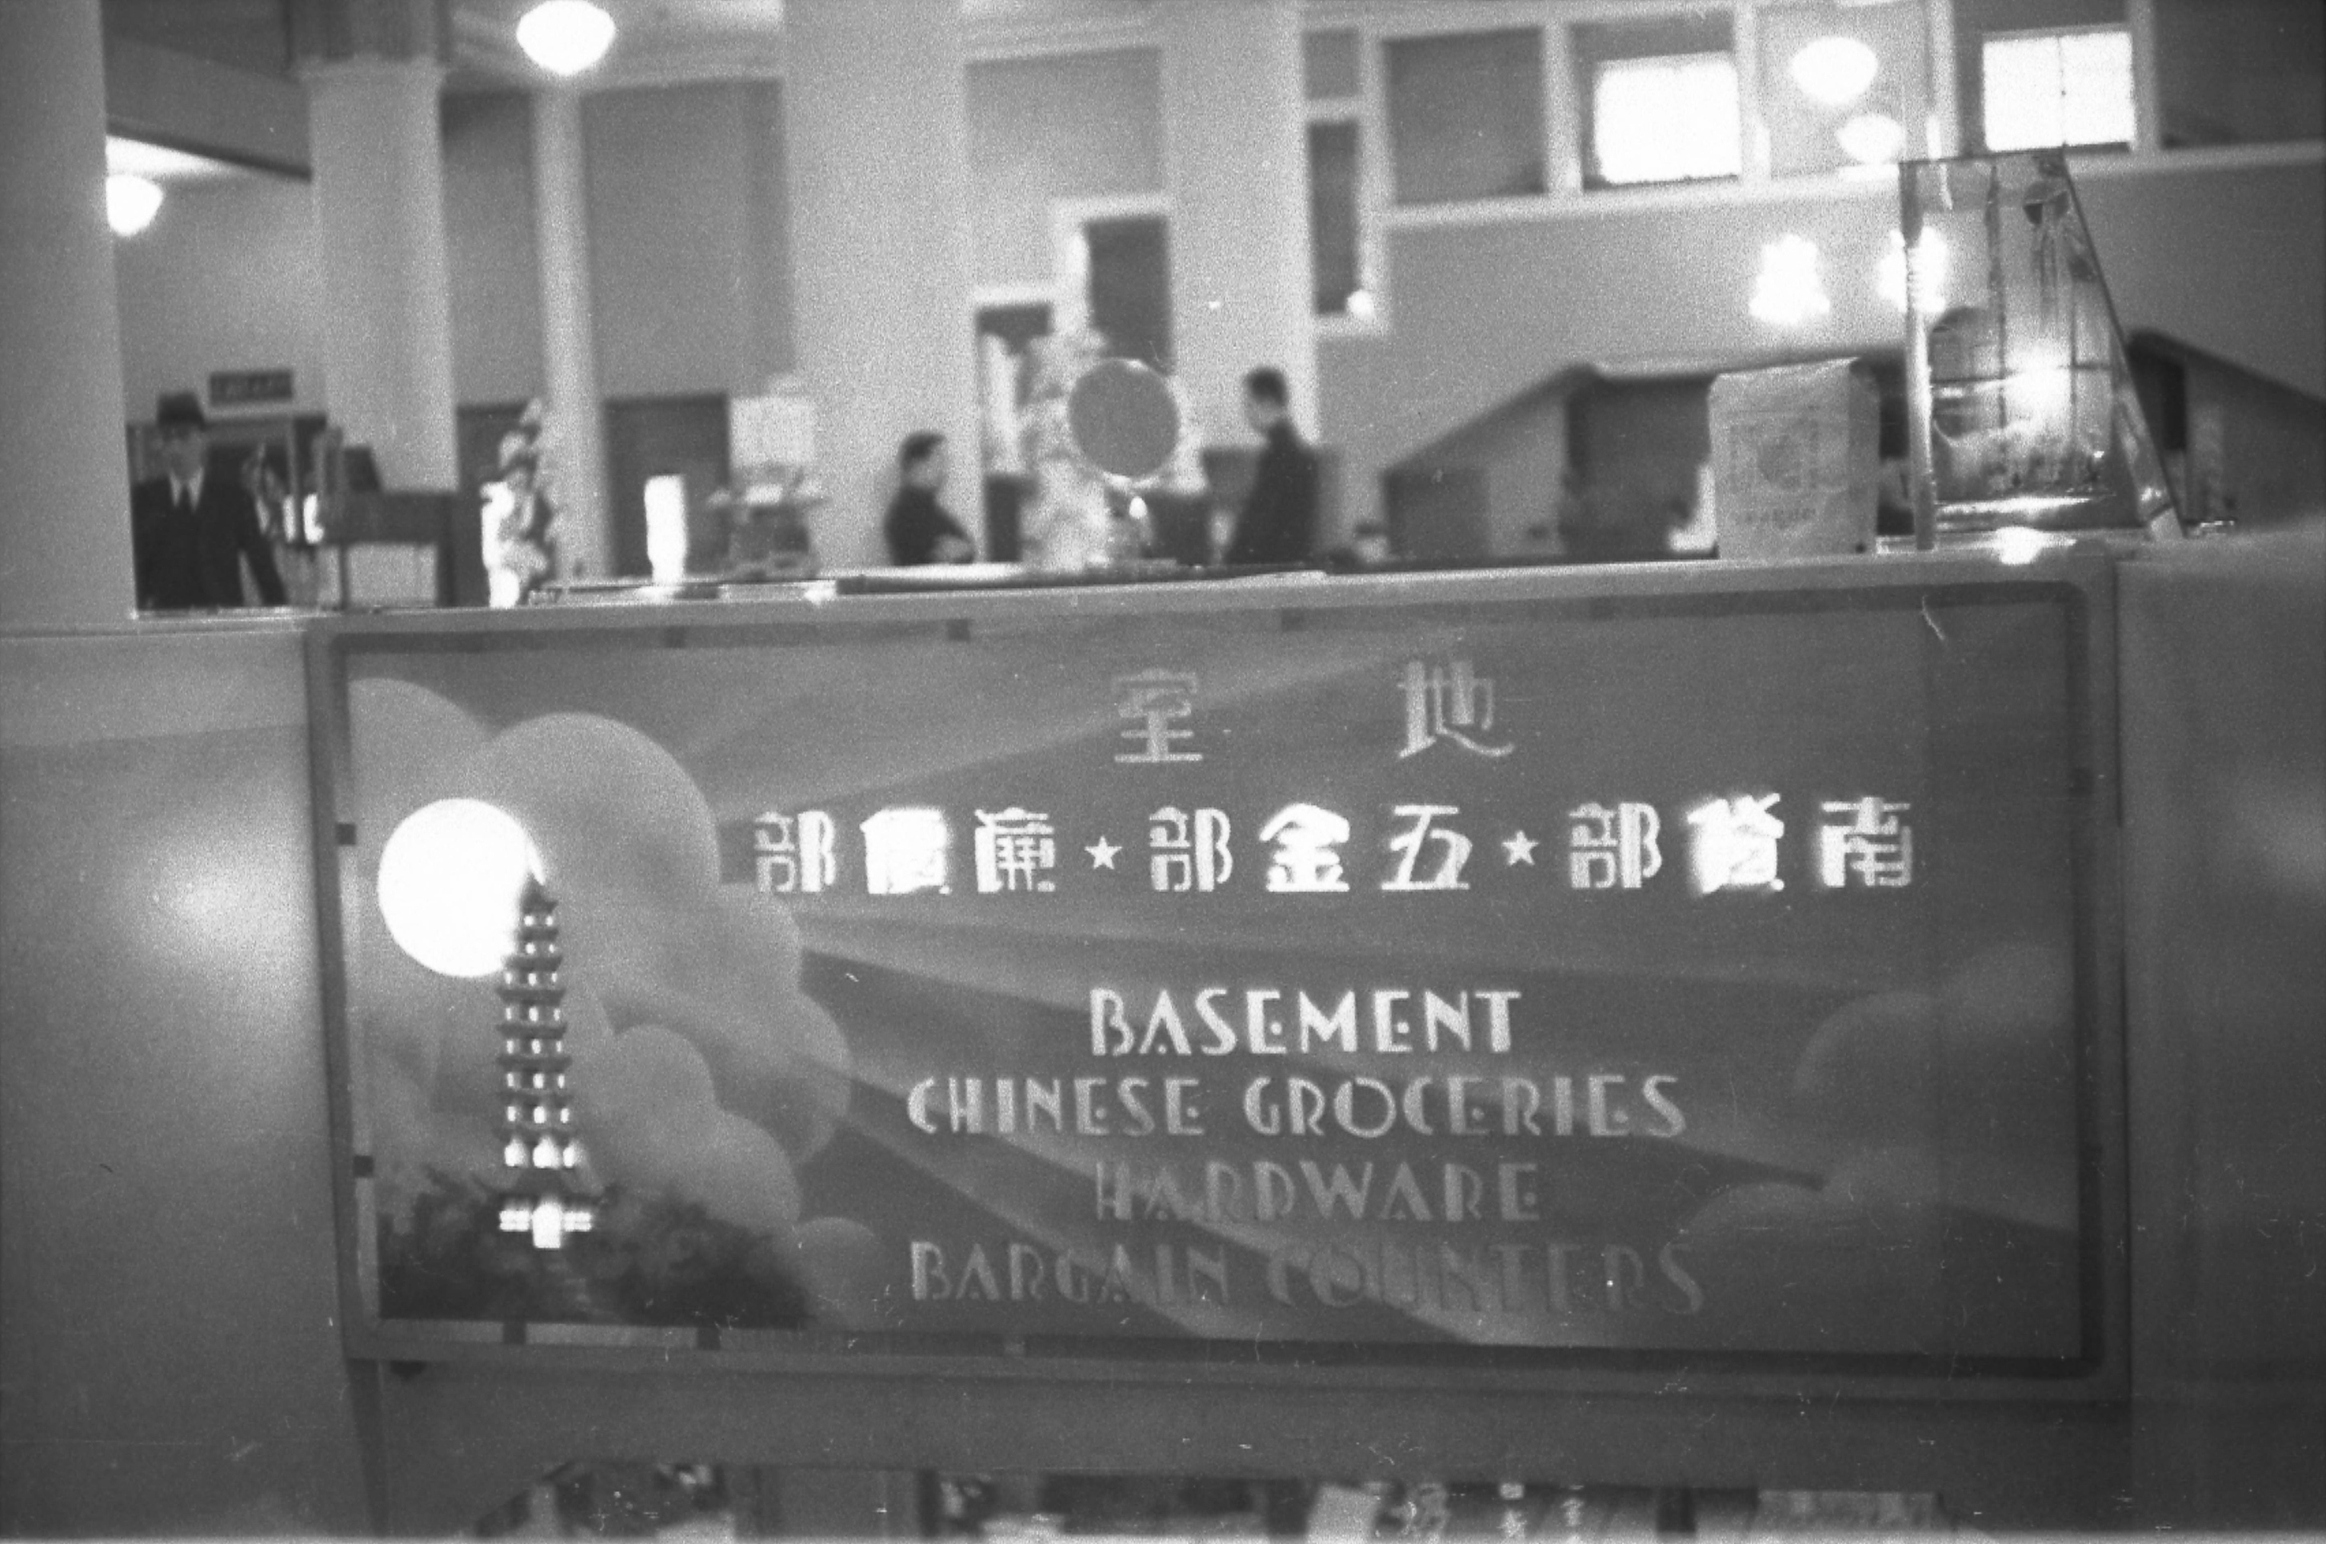 地室
南貨部★五金部★廉價部
BASEMENT
CHINESE GROCERIES
HARDWARE
BARGAIN COUNTERS